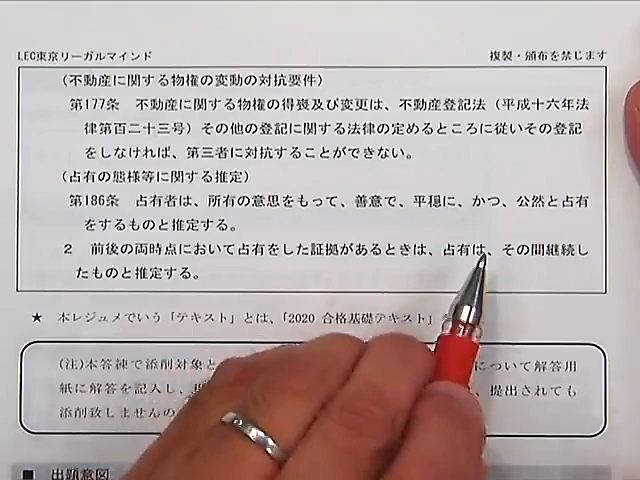 LEC東京リーガルマインド 複製・頒布を禁じます
(不動産に関する物権の変動の対抗要件)
第177条 不動産に関する物権の得喪及び変更は、不動産登記法(平成十六年法
律第百二十三号)その他の登記に関する法律の定めるところに従いその登記
をしなければ、第三者に対抗することができない。
(占有の態様等に関する推定)
第186条 占有者は、所有の意思をもって、善意で、平穏に、かつ、公然と占有
をするものと推定する。
2 前後の両時点において占有をした証拠があるときは、占有は、その間継続し
たものと推定する。
★ 本レジュメでいう「テキスト」とは、「2020 合格基礎テキスト」
(注)本答練で添削対象と について解答用
紙に解答を記入し、 提出されても
添削致しませんの
■ 出題意図